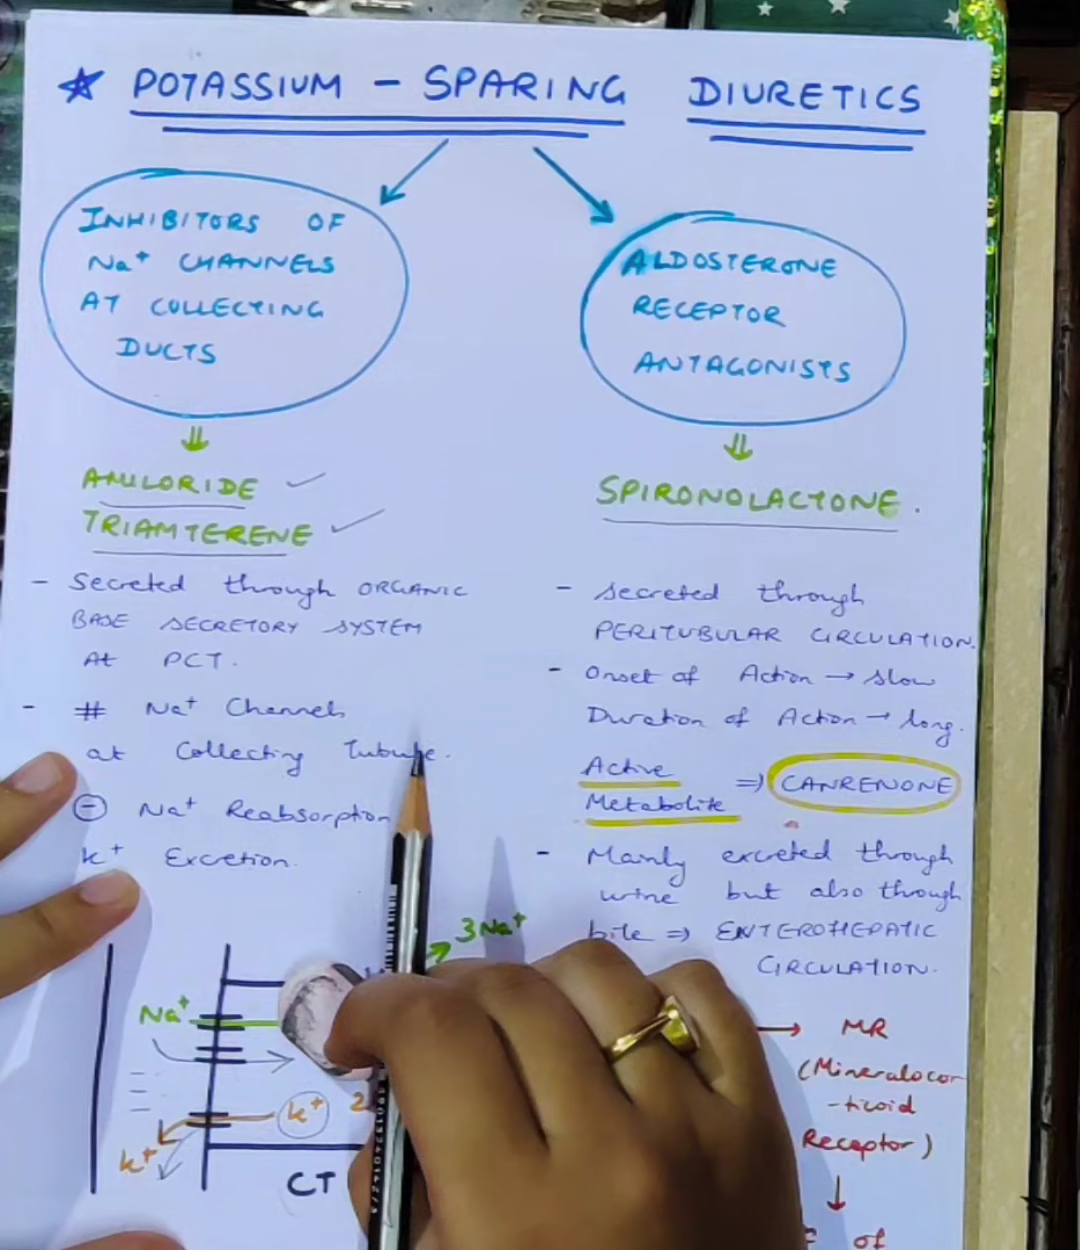 ★ POTASSIUM - SPARING DIURETICS
INHIBITORS OF
Na⁺ CHANNELS
AT COLLECTING
DUCTS
AMILORIDE
TRIAMTERENE
- Secreted through ORGANIC
BASE SECRETORY SYSTEM
At PCT.
- # Na⁺ Channels
at Collecting Tubule.
⊖ Na⁺ Reabsorption
K⁺ Excretion.
3Na⁺
Na⁺
K⁺
2
K⁺
CT
ALDOSTERONE
RECEPTOR
ANTAGONISTS
SPIRONOLACTONE.
- Secreted through
PERITUBULAR CIRCULATION.
- Onset of Action → slow
Duration of Action → long.
Active ⇒ CANRENONE
Metabolite
- Mainly excreted through
urine but also through
bile ⇒ ENTEROHEPATIC
CIRCULATION.
→ MR
(Mineralocor
-ticoid
Receptor)
↓
of